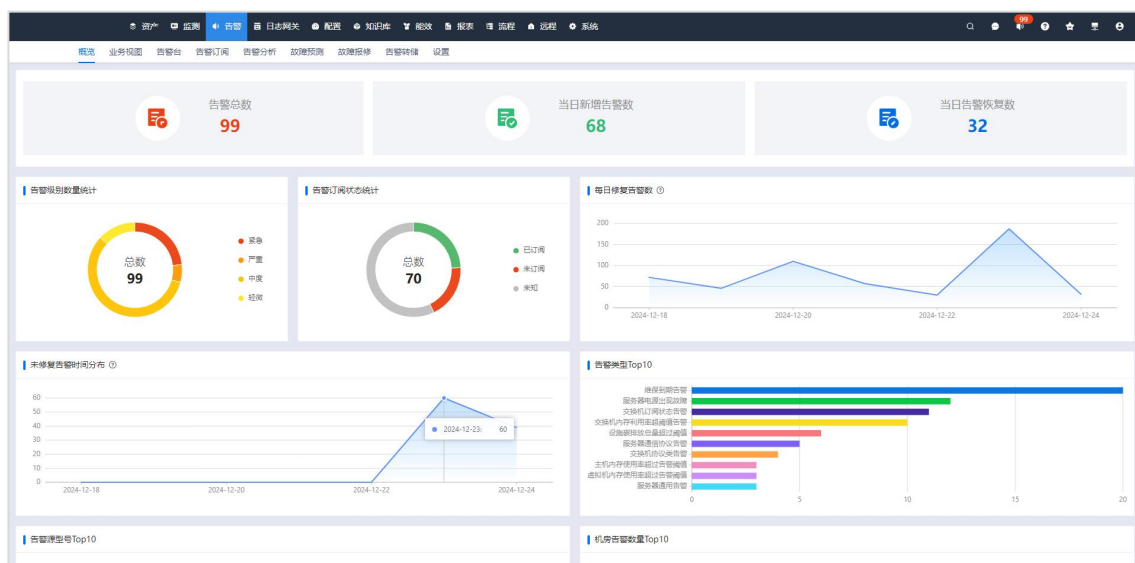 资产 监测 告警 日志网关 配置 知识库 能效 报表 流程 远程 系统 99
概览 业务视图 告警台 告警订阅 告警分析 故障预测 故障报修 告警转储 设置
告警总数
99
当日新增告警数
68
当日告警恢复数
32
告警级别数量统计
总数
99
紧急
严重
中度
轻微
告警订阅状态统计
总数
70
已订阅
未订阅
未知
每日修复告警数
200
150
100
50
0
2024-12-18 2024-12-20 2024-12-22 2024-12-24
未修复告警时间分布
60
50
40
30
20
10
0
2024-12-23: 60
2024-12-18 2024-12-20 2024-12-22 2024-12-24
告警类型Top10
维保到期告警
服务器电源出现故障
交换机订阅状态告警
交换机内存利用率超阈值告警
设施碳排放总量超过阈值
服务器通信协议告警
交换机协议类告警
主机内存使用率超过告警阈值
虚拟机内存使用率超过告警阈值
服务器通用告警
0 5 10 15 20
告警源型号Top10
机房告警数量Top10